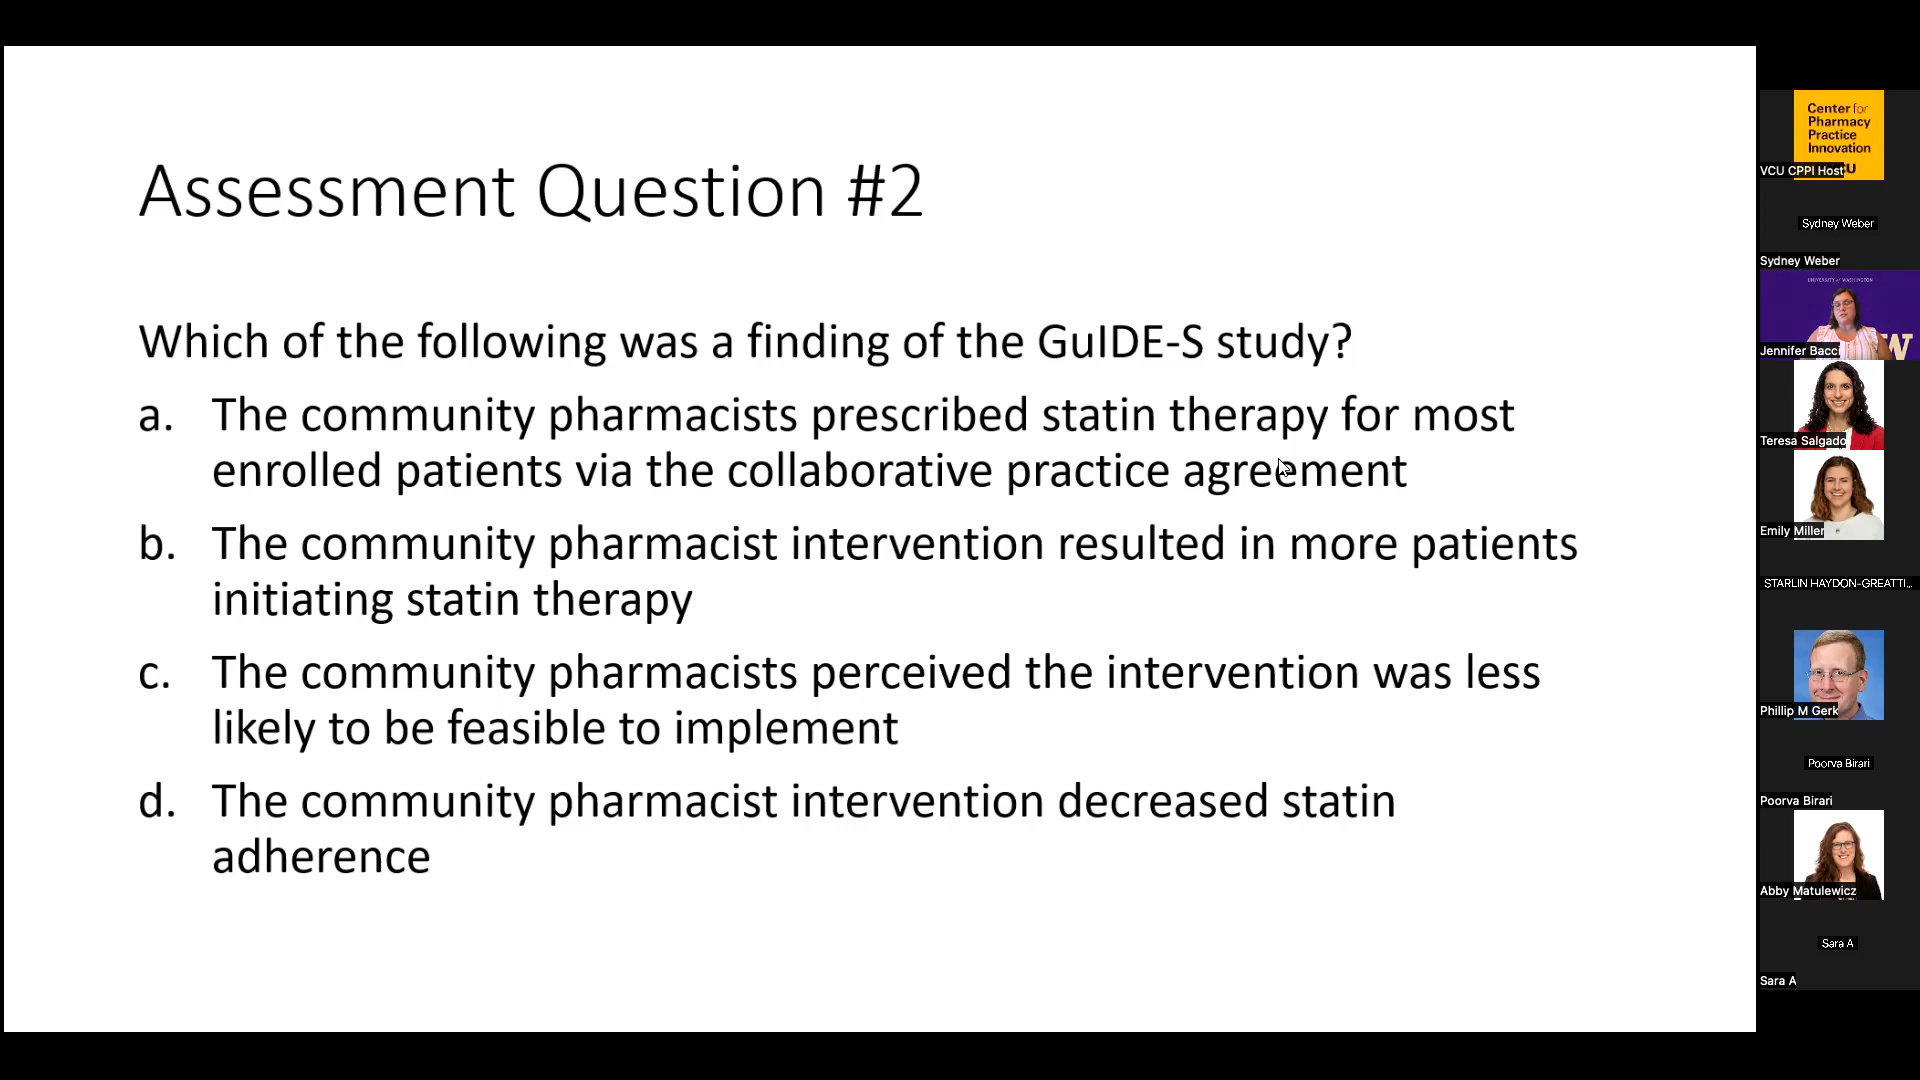 Assessment Question #2
Which of the following was a finding of the GuIDE-S study?
a. The community pharmacists prescribed statin therapy for most
enrolled patients via the collaborative practice agreement
b. The community pharmacist intervention resulted in more patients
initiating statin therapy
c. The community pharmacists perceived the intervention was less
likely to be feasible to implement
d. The community pharmacist intervention decreased statin
adherence
Center for
Pharmacy
Practice
Innovation
VCU CPPI Host
Sydney Weber
Sydney Weber
UNIVERSITY of WASHINGTON
W
Jennifer Bacci
Teresa Salgado
Emily Miller
STARLIN HAYDON-GREATTI...
Phillip M Gerk
Poorva Birari
Poorva Birari
Abby Matulewicz
Sara A
Sara A